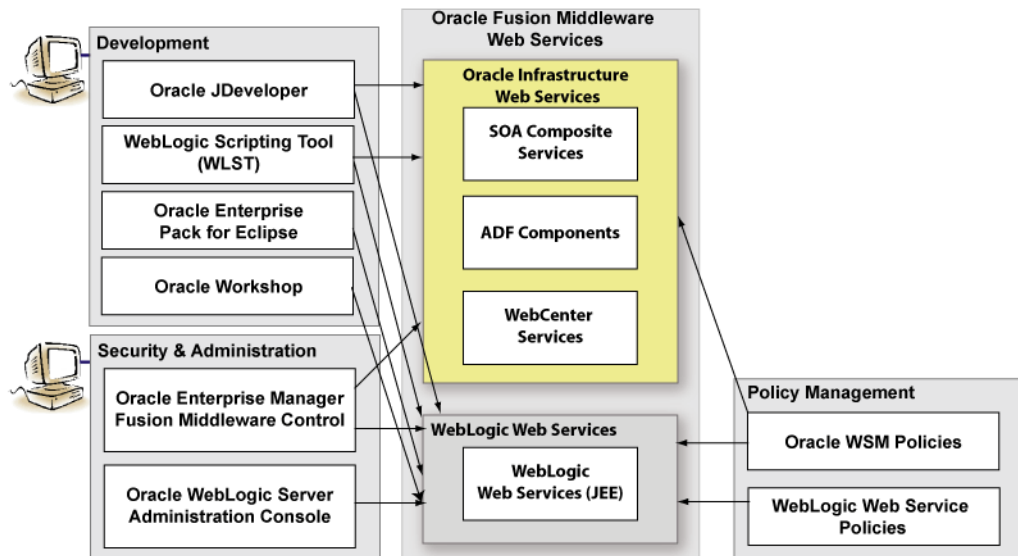 Development
Oracle JDeveloper
WebLogic Scripting Tool
(WLST)
Oracle Enterprise
Pack for Eclipse
Oracle Workshop
Security & Administration
Oracle Enterprise Manager
Fusion Middleware Control
Oracle WebLogic Server
Administration Console
Oracle Fusion Middleware
Web Services
Oracle Infrastructure
Web Services
SOA Composite
Services
ADF Components
WebCenter
Services
WebLogic Web Services
WebLogic
Web Services (JEE)
Policy Management
Oracle WSM Policies
WebLogic Web Service
Policies